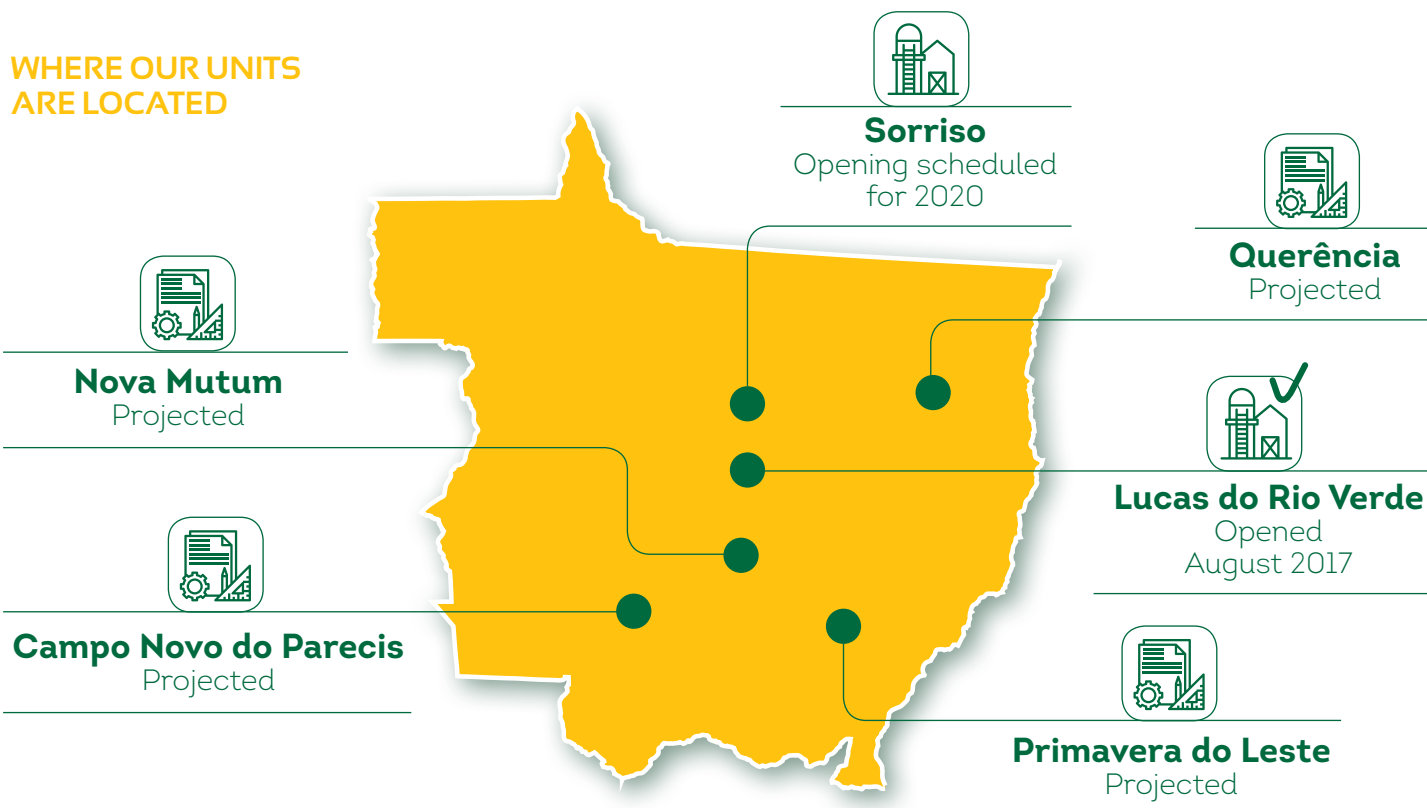 WHERE OUR UNITS
ARE LOCATED
Sorriso
Opening scheduled
for 2020
Querência
Projected
Nova Mutum
Projected
Lucas do Rio Verde
Opened
August 2017
Campo Novo do Parecis
Projected
Primavera do Leste
Projected